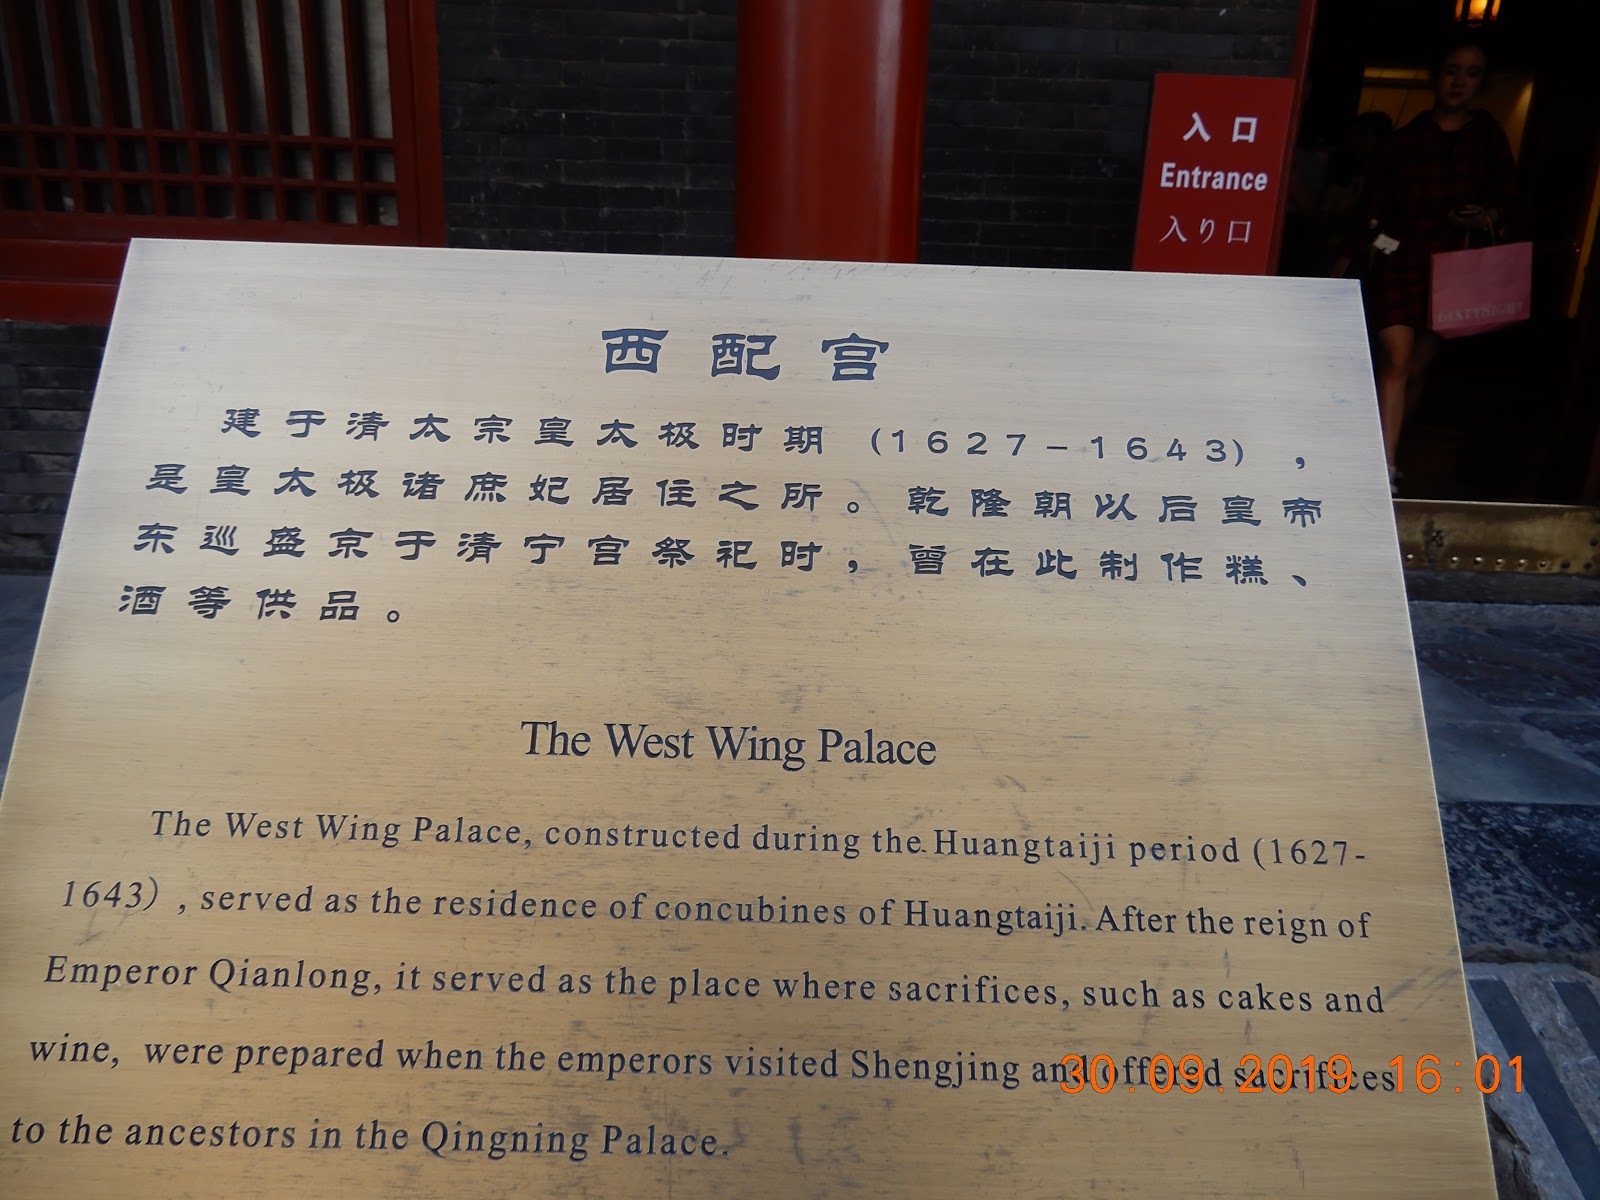 入口
Entrance
入り口
SIXTY8IGHT
西配宫
建于清太宗皇太极时期(1627-1643),
是皇太极诸庶妃居住之所。乾隆朝以后皇帝
东巡盛京于清宁宫祭祀时,曾在此制作糕、
酒等供品。
The West Wing Palace
The West Wing Palace, constructed during the Huangtaiji period (1627-
1643) , served as the residence of concubines of Huangtaiji. After the reign of
Emperor Qianlong, it served as the place where sacrifices, such as cakes and
wine, were prepared when the emperors visited Shengjing and offered sacrifices
to the ancestors in the Qingning Palace.
30.09.2019 16:01